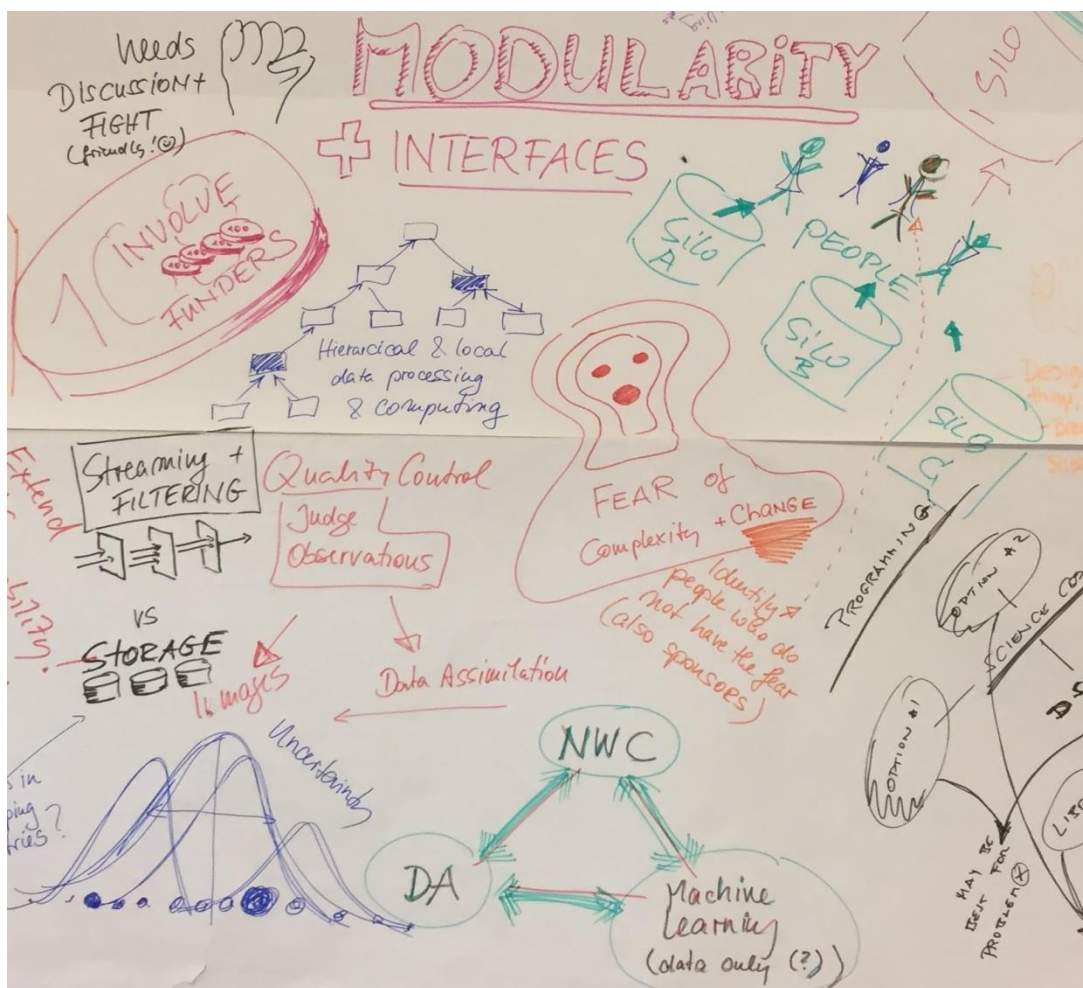 Needs
DISCUSSION +
FIGHT
(friendly! ☺)
MODULARITY
+ INTERFACES
1 SILO
1 INVOLVE
FUNDERS
SILO
A
PEOPLE
SILO
B
SILO
Ω
Hierarcical & local
data processing
& computing
FEAR of
Complexity + CHANGE
Identify
people who do
not have the fear
(also sponsors)
Extend
Streaming +
FILTERING
Quality Control
Judge
Observations
VS
STORAGE
Images
Data Assimilation
Uncertainty
NWC
DA
Machine
Learning
(data only (?))
PROGRAMMING
OPTION #2
SCIENCE
OPTION #1
MAY BE
BEST FOR
PROBLEM X